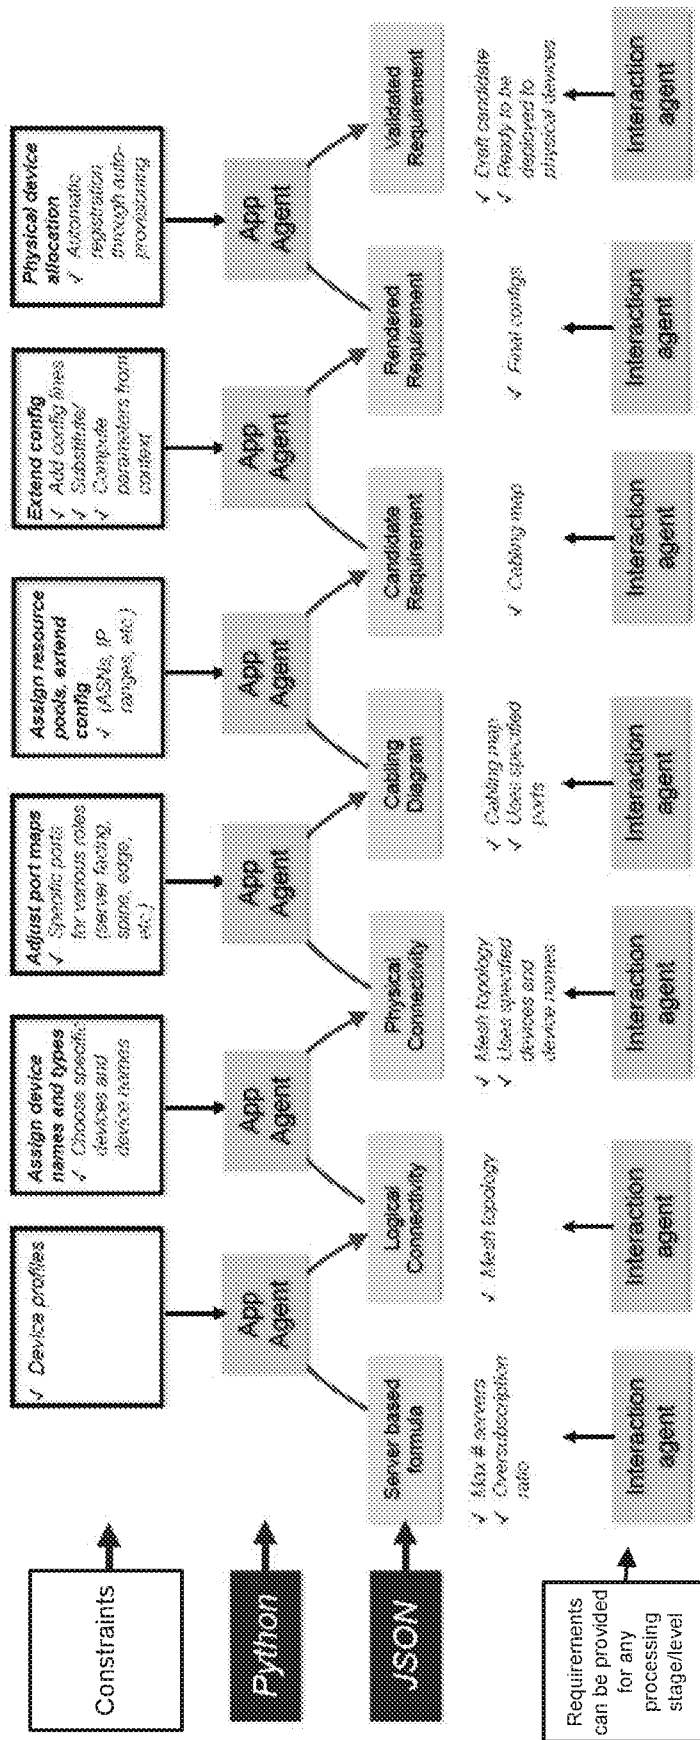 Constraints
✓ Device profiles
Assign device
names and types
✓ Choose specific
devices and
device names
Adjust port maps
✓ Specific ports
for various roles
(server facing,
spine, edge,
etc.)
Assign resource
pools, extend
config
✓ (ASNs, IP
ranges, etc.)
Extend config
✓ Add config lines
✓ Substitute/
✓ Compute
parameters from
context
Physical device
allocation
✓ Automatic
registration
through auto-
provisioning
Python
App
Agent
App
Agent
App
Agent
App
Agent
App
Agent
App
Agent
JSON
Server based
formula
Logical
Connectivity
Physical
Connectivity
Cabling
Diagram
Candidate
Requirement
Rendered
Requirement
Validated
Requirement
✓ Max # servers
✓ Oversubscription
ratio
✓ Mesh topology
✓ Mesh topology
✓ Uses specified
devices and
device names
✓ Cabling map
✓ Uses specified
ports
✓ Cabling map
✓ Final configs
✓ Draft candidate
✓ Ready to be
deployed to
physical devices
Requirements
can be provided
for any
processing
stage/level
Interaction
agent
Interaction
agent
Interaction
agent
Interaction
agent
Interaction
agent
Interaction
agent
Interaction
agent